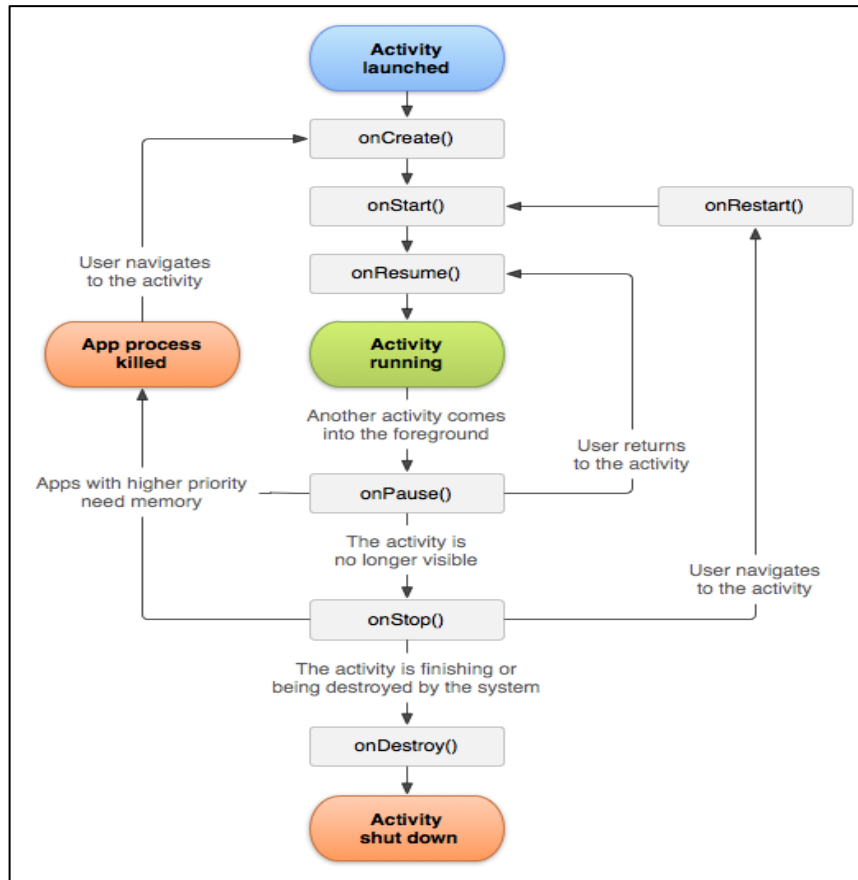 Activity
launched
onCreate()
onStart()
onRestart()
User navigates
to the activity
onResume()
App process
killed
Activity
running
Another activity comes
into the foreground
User returns
to the activity
Apps with higher priority
need memory
onPause()
The activity is
no longer visible
User navigates
to the activity
onStop()
The activity is finishing or
being destroyed by the system
onDestroy()
Activity
shut down